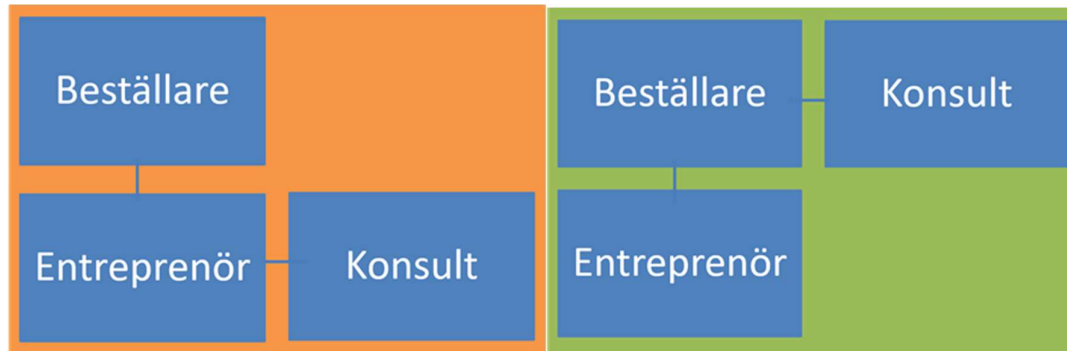 Beställare
Entreprenör
Konsult
Beställare
Konsult
Entreprenör